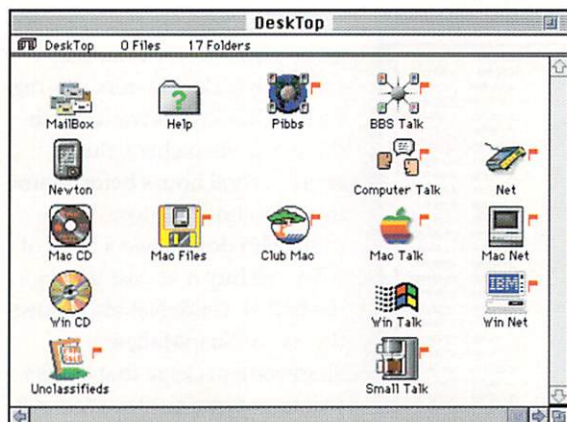 DeskTop
DeskTop 0 Files 17 Folders
MailBox Help Pibbs BBS Talk
Newton Computer Talk Net
Mac CD Mac Files Club Mac Mac Talk Mac Net
IBM
Win CD Win Talk Win Net
Unclassifieds Small Talk